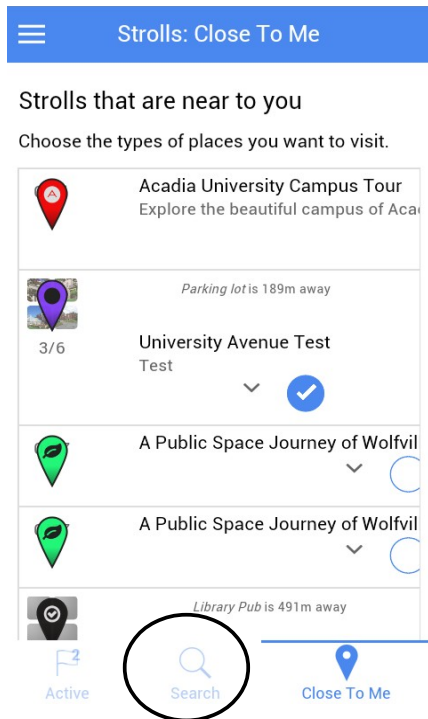 Strolls: Close To Me
Strolls that are near to you
Choose the types of places you want to visit.
A
Acadia University Campus Tour
Explore the beautiful campus of Aca
Parking lot is 189m away
3/6
University Avenue Test
Test
A Public Space Journey of Wolfvil
A Public Space Journey of Wolfvil
Library Pub is 491m away
2
Active
Search
Close To Me